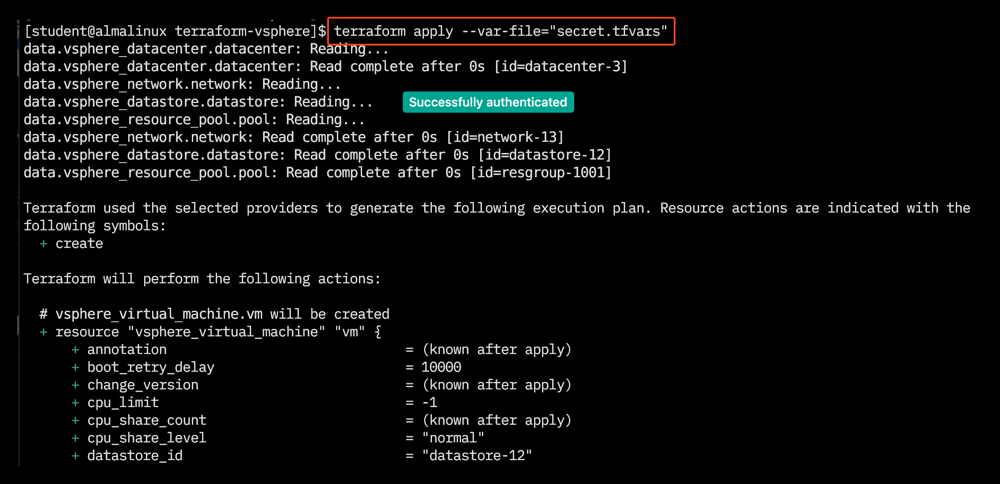 [student@almalinux terraform-vsphere]$ terraform apply --var-file="secret.tfvars"
data.vsphere_datacenter.datacenter: Reading...
data.vsphere_datacenter.datacenter: Read complete after 0s [id=datacenter-3]
data.vsphere_network.network: Reading...
data.vsphere_datastore.datastore: Reading...
Successfully authenticated
data.vsphere_resource_pool.pool: Reading...
data.vsphere_network.network: Read complete after 0s [id=network-13]
data.vsphere_datastore.datastore: Read complete after 0s [id=datastore-12]
data.vsphere_resource_pool.pool: Read complete after 0s [id=resgroup-1001]
Terraform used the selected providers to generate the following execution plan. Resource actions are indicated with the
following symbols:
+ create
Terraform will perform the following actions:
# vsphere_virtual_machine.vm will be created
+ resource "vsphere_virtual_machine" "vm" {
+ annotation = (known after apply)
+ boot_retry_delay = 10000
+ change_version = (known after apply)
+ cpu_limit = -1
+ cpu_share_count = (known after apply)
+ cpu_share_level = "normal"
+ datastore_id = "datastore-12"